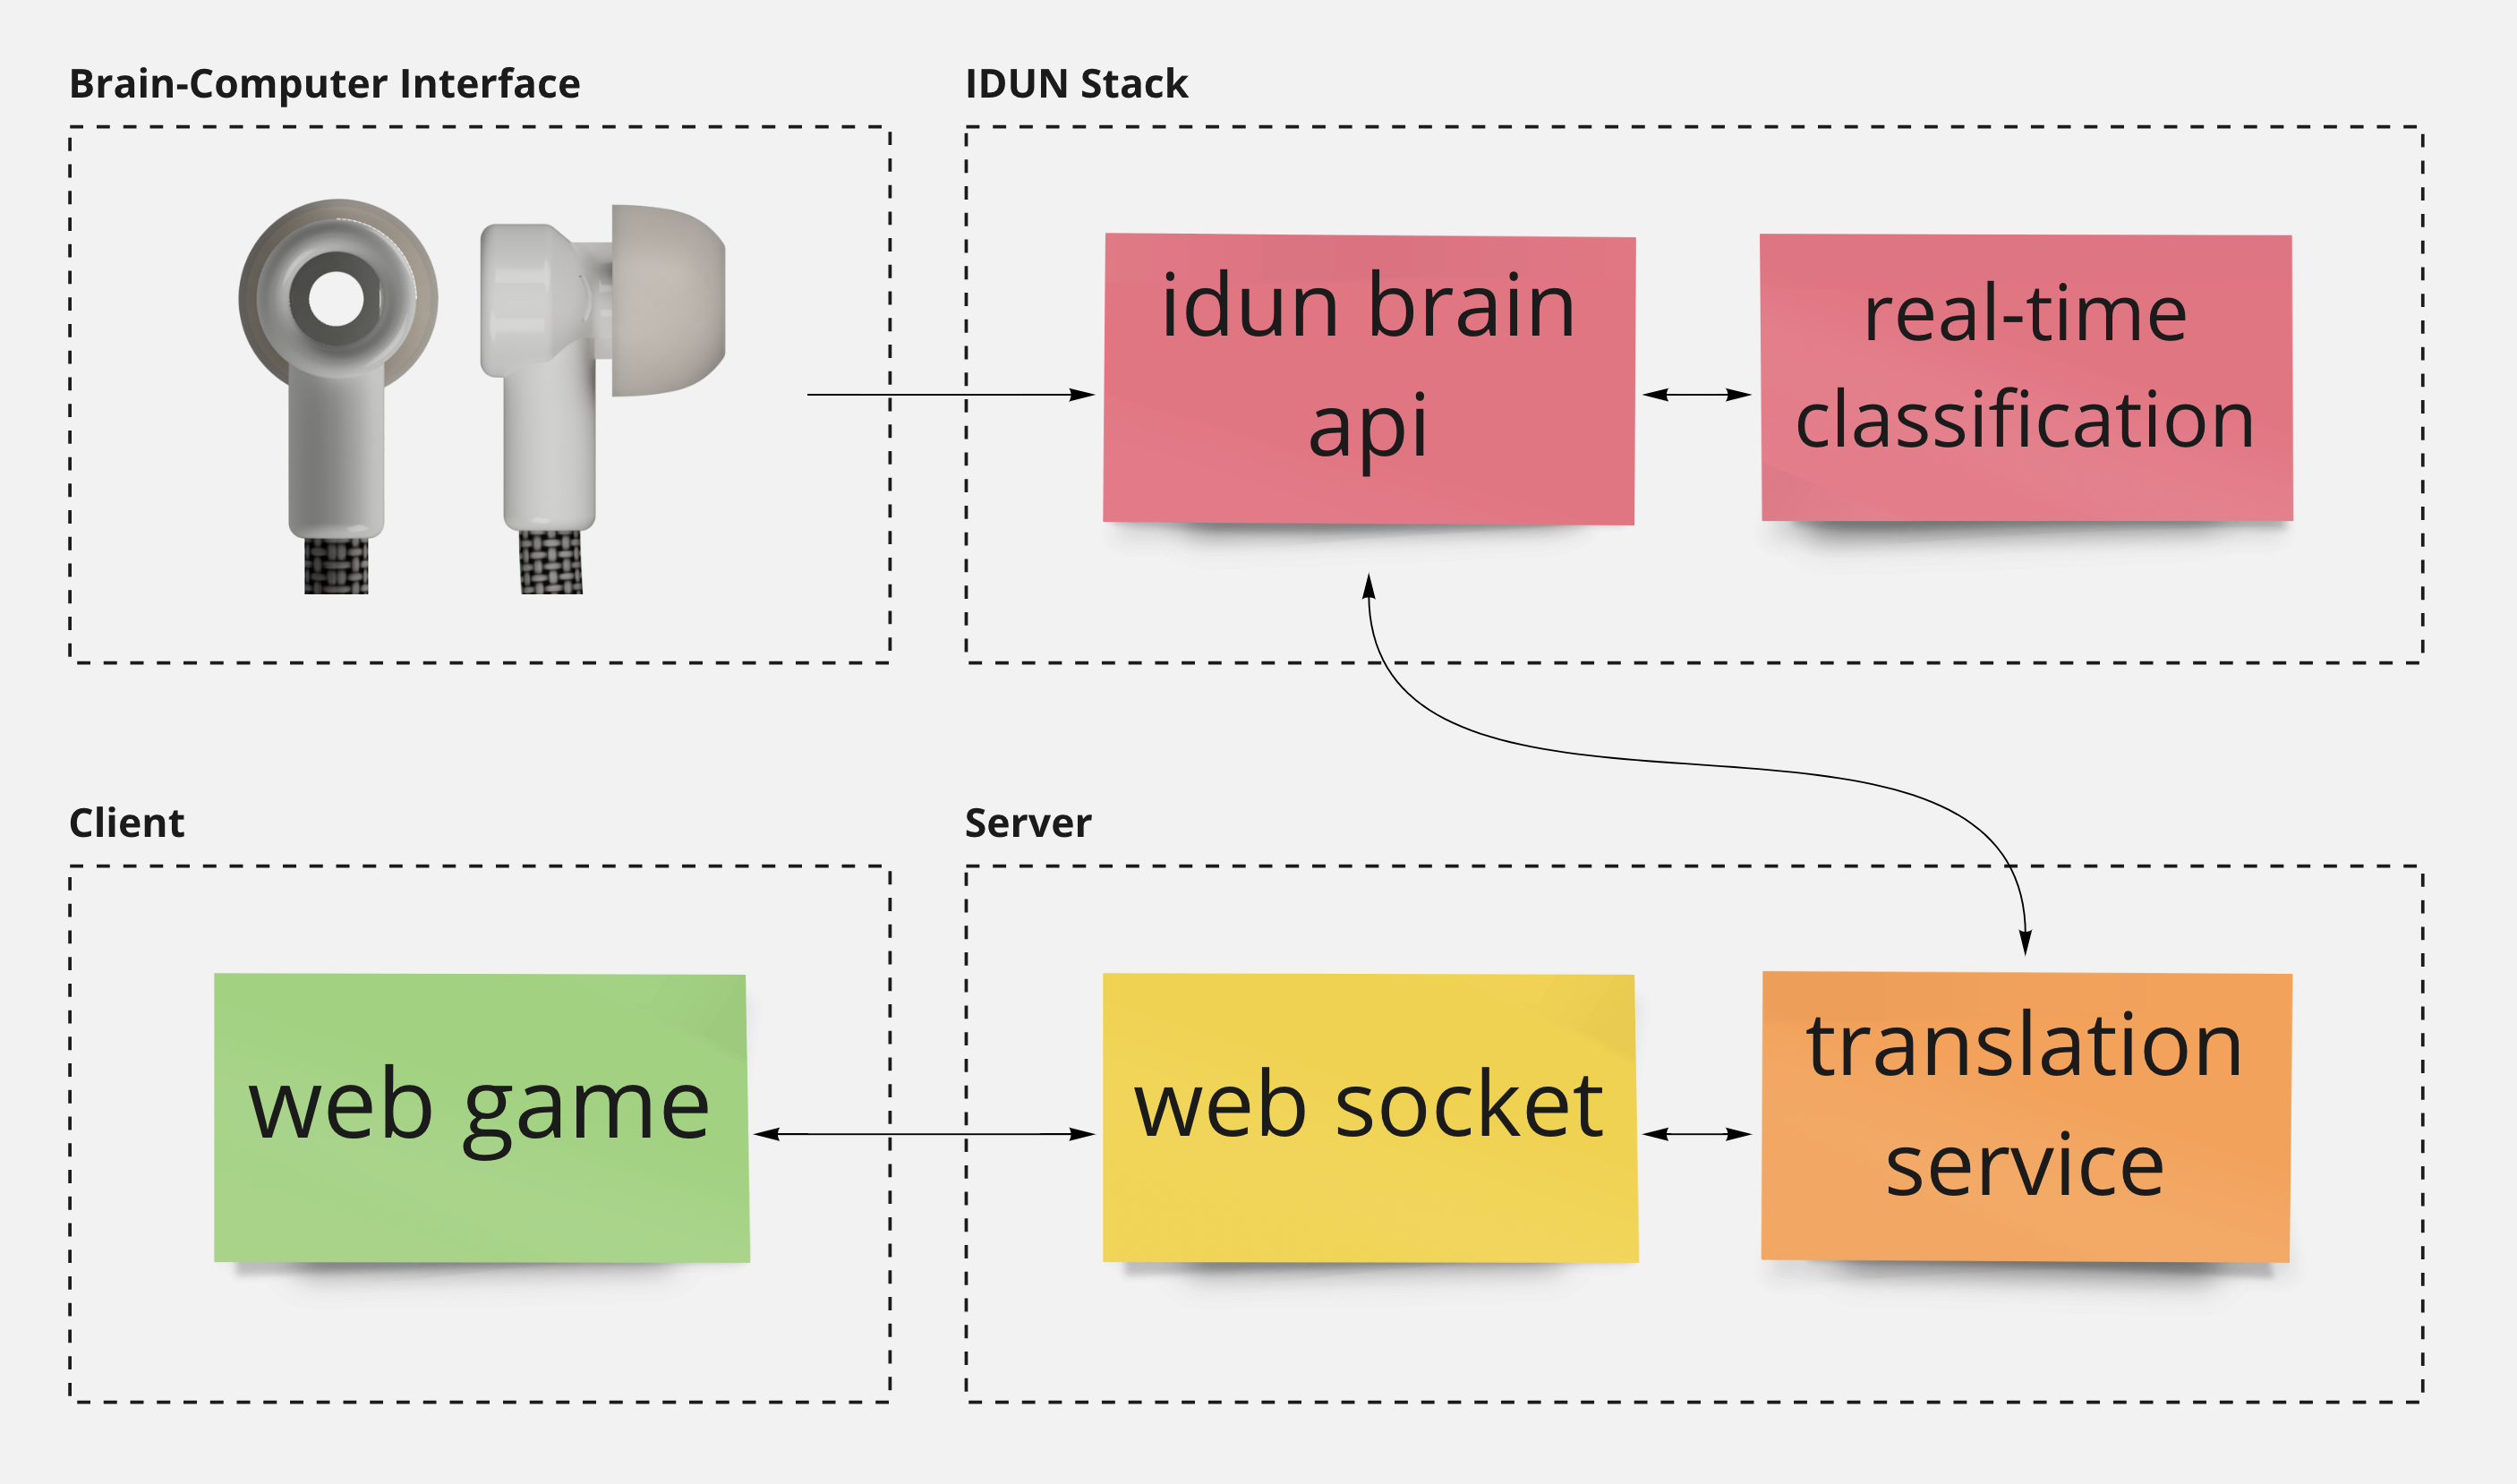 Brain-Computer Interface
IDUN Stack
idun brain
api
real-time
classification
Client
Server
web game
web socket
translation
service